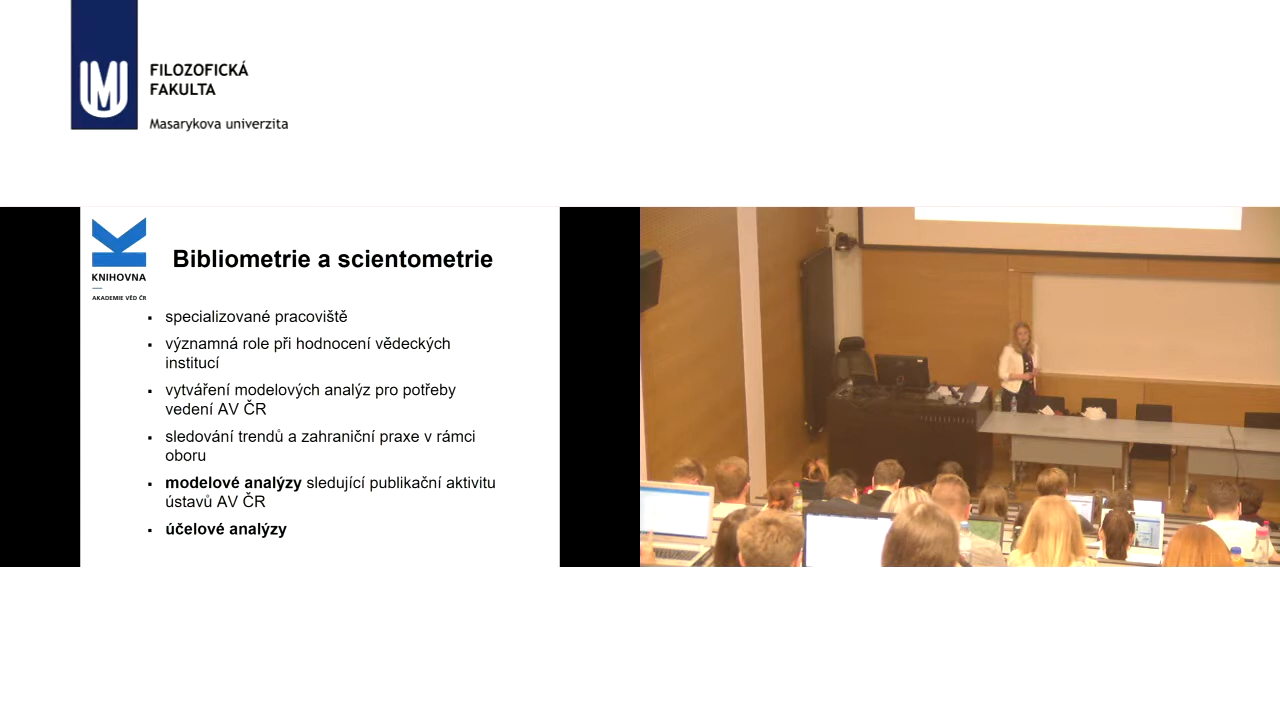 FILOZOFICKÁ
FAKULTA
Masarykova univerzita
KNIHOVNA
AKADEMIE VĚD ČR
Bibliometrie a scientometrie
specializované pracoviště
významná role při hodnocení vědeckých
institucí
vytváření modelových analýz pro potřeby
vedení AV ČR
sledování trendů a zahraniční praxe v rámci
oboru
modelové analýzy sledující publikační aktivitu
ústavů AV ČR
účelové analýzy